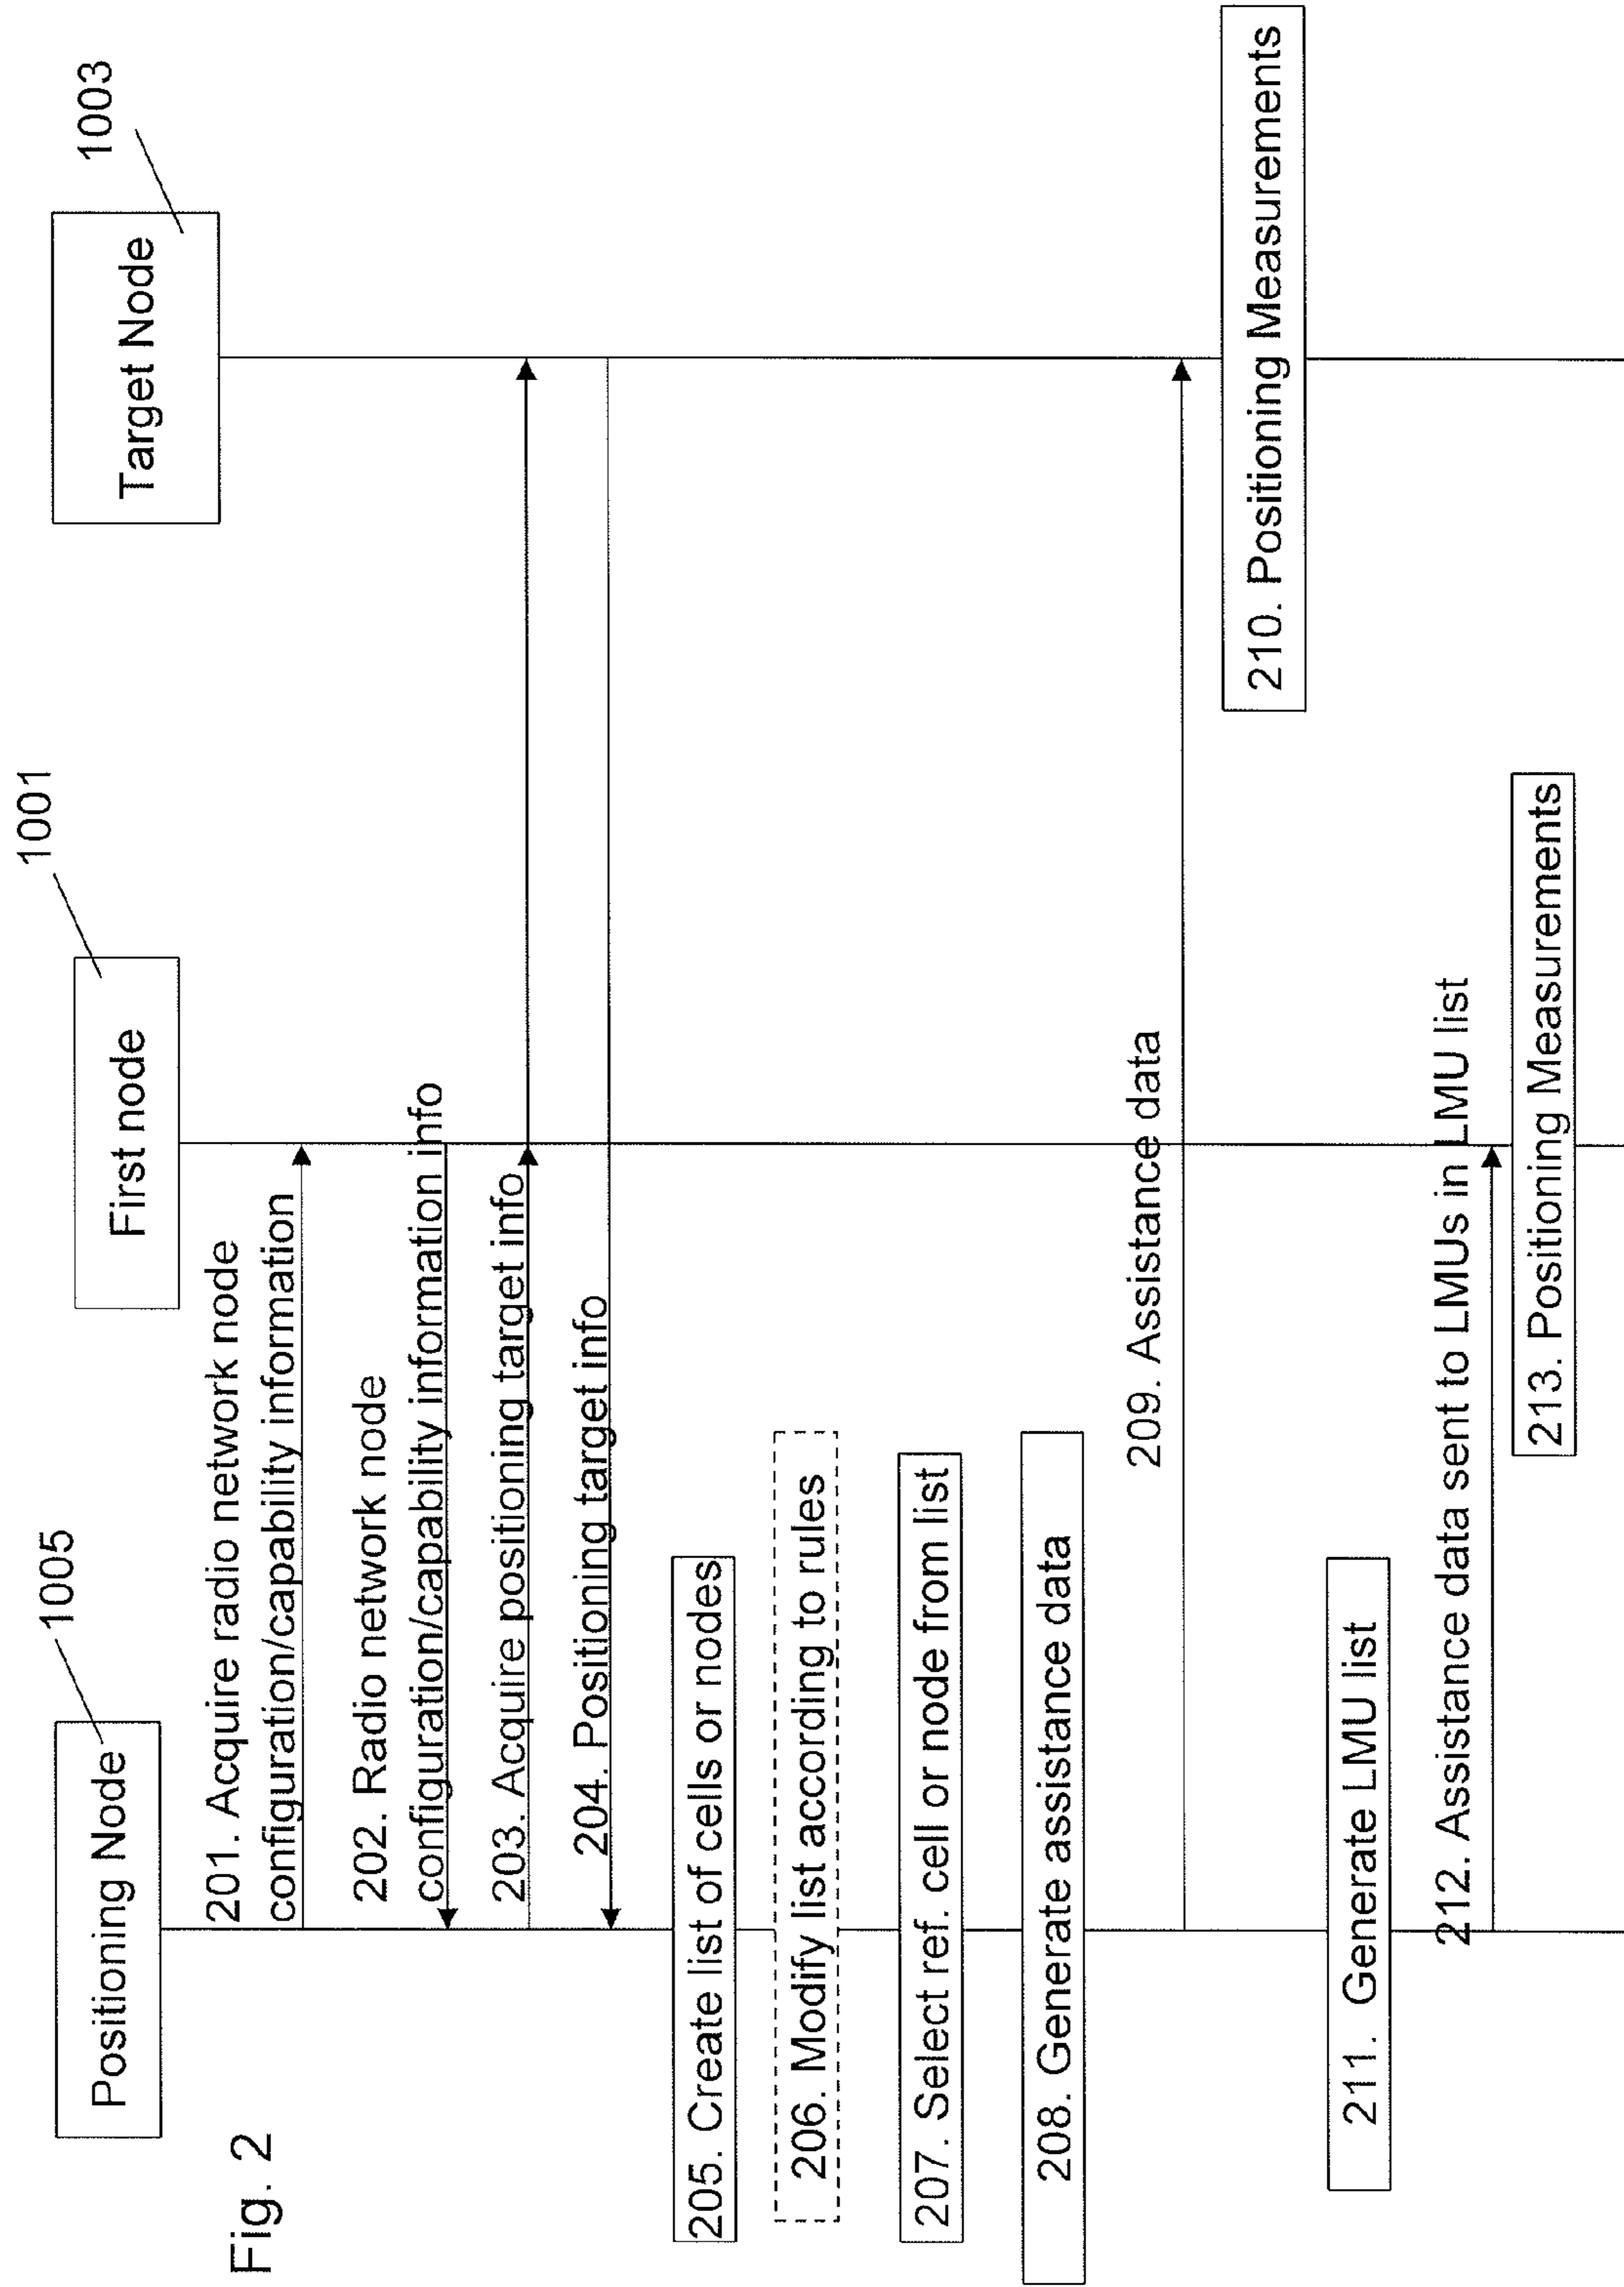 Fig. 2
Positioning Node
1005
First node
1001
Target Node
1003
201. Acquire radio network node
configuration/capability information
202. Radio network node
configuration/capability information info
203. Acquire positioning target info
204. Positioning target info
205. Create list of cells or nodes
206. Modify list according to rules
207. Select ref. cell or node from list
208. Generate assistance data
209. Assistance data
210. Positioning Measurements
211. Generate LMU list
212. Assistance data sent to LMUs in LMU list
213. Positioning Measurements